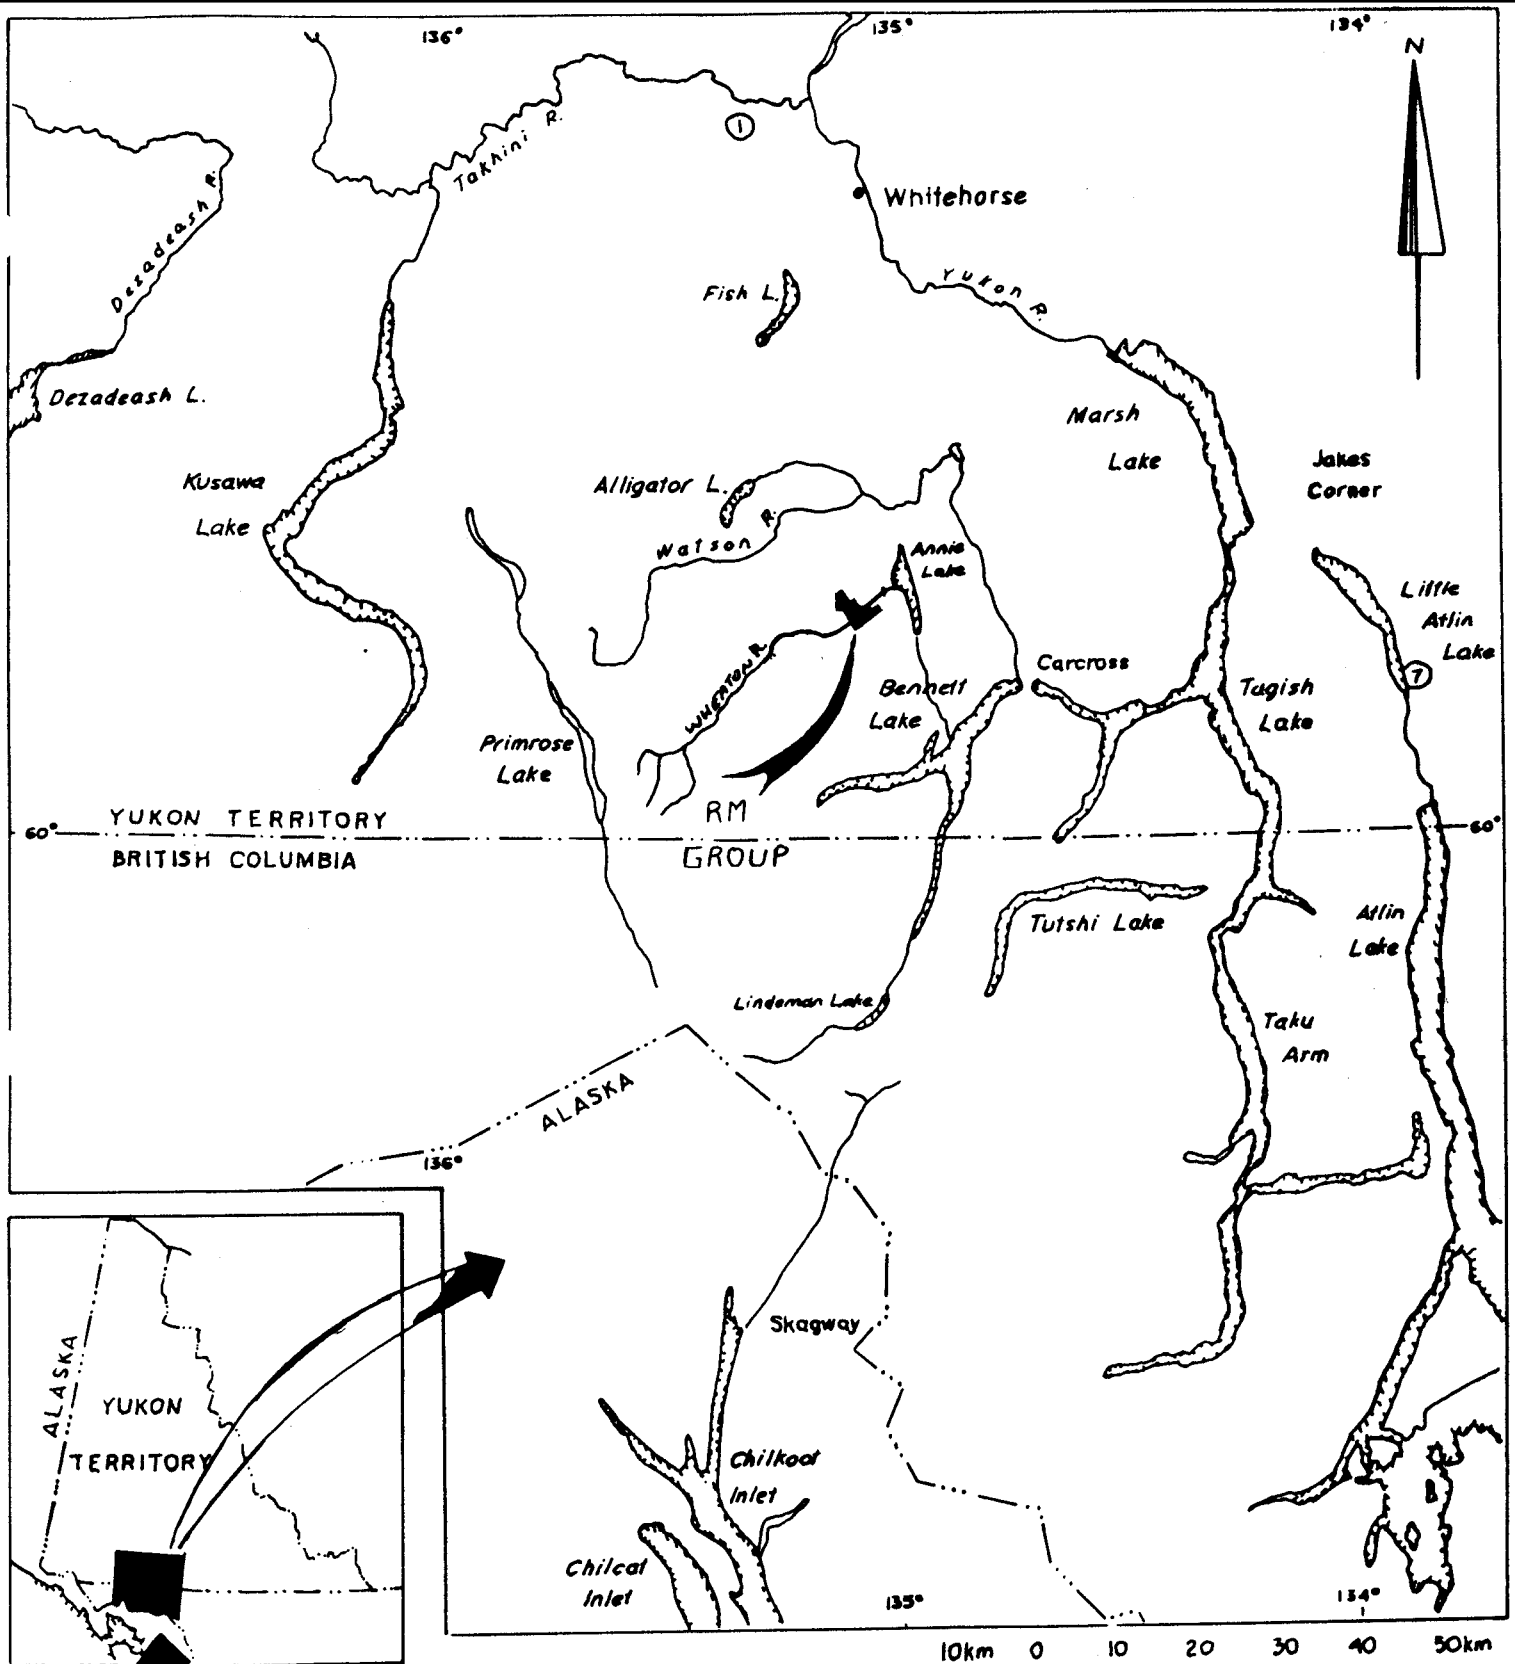 136°
135°
134°
N
Takhini R.
1
Dezadeash R.
Whitehorse
Yukon R.
Fish L.
Dezadeash L.
Marsh
Lake
Jakes
Corner
Kusawa
Lake
Alligator L.
Watson R.
Annie
Lake
Little
Atlin
Lake
7
WHEATON R.
Carcross
Bennett
Lake
Tagish
Lake
Primrose
Lake
RM
GROUP
60°
YUKON TERRITORY
BRITISH COLUMBIA
60°
Tutshi Lake
Atlin
Lake
Lindeman Lake
Taku
Arm
ALASKA
136°
Skagway
ALASKA
YUKON
TERRITORY
Chilkoot
Inlet
Chilcat
Inlet
135°
134°
10km 0 10 20 30 40 50km